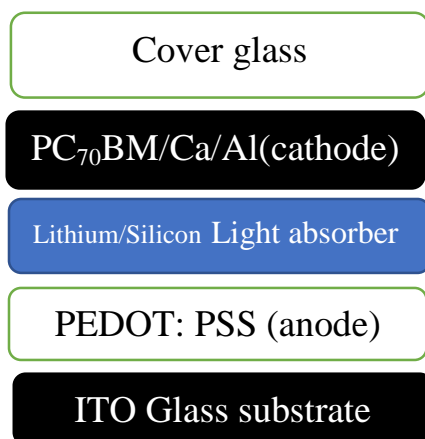 Cover glass
PC₇₀BM/Ca/Al(cathode)
Lithium/Silicon Light absorber
PEDOT: PSS (anode)
ITO Glass substrate